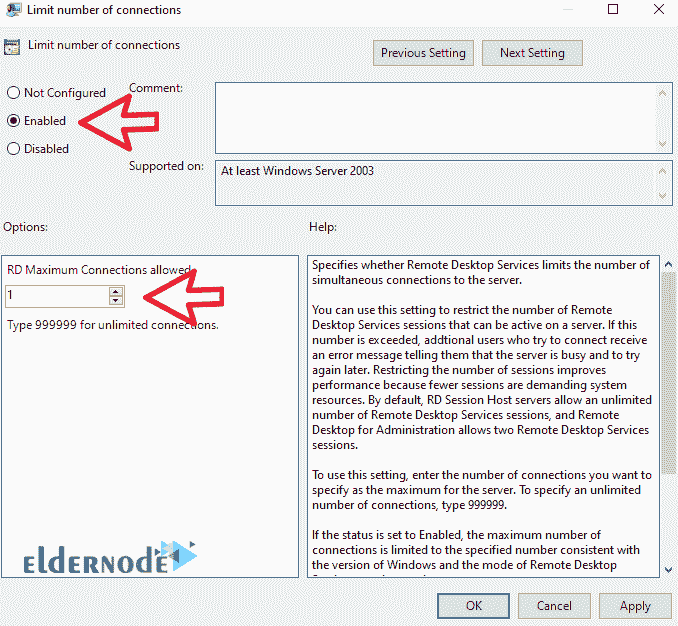 Limit number of connections
Limit number of connections
Previous Setting
Next Setting
Not Configured
Enabled
Disabled
Comment:
Supported on:
At least Windows Server 2003
Options:
Help:
RD Maximum Connections allowed
1
Type 999999 for unlimited connections.
Specifies whether Remote Desktop Services limits the number of
simultaneous connections to the server.
You can use this setting to restrict the number of Remote
Desktop Services sessions that can be active on a server. If this
number is exceeded, addtional users who try to connect receive
an error message telling them that the server is busy and to try
again later. Restricting the number of sessions improves
performance because fewer sessions are demanding system
resources. By default, RD Session Host servers allow an unlimited
number of Remote Desktop Services sessions, and Remote
Desktop for Administration allows two Remote Desktop Services
sessions.
To use this setting, enter the number of connections you want to
specify as the maximum for the server. To specify an unlimited
number of connections, type 999999.
If the status is set to Enabled, the maximum number of
connections is limited to the specified number consistent with
the version of Windows and the mode of Remote Desktop
ELDERNODE
OK
Cancel
Apply